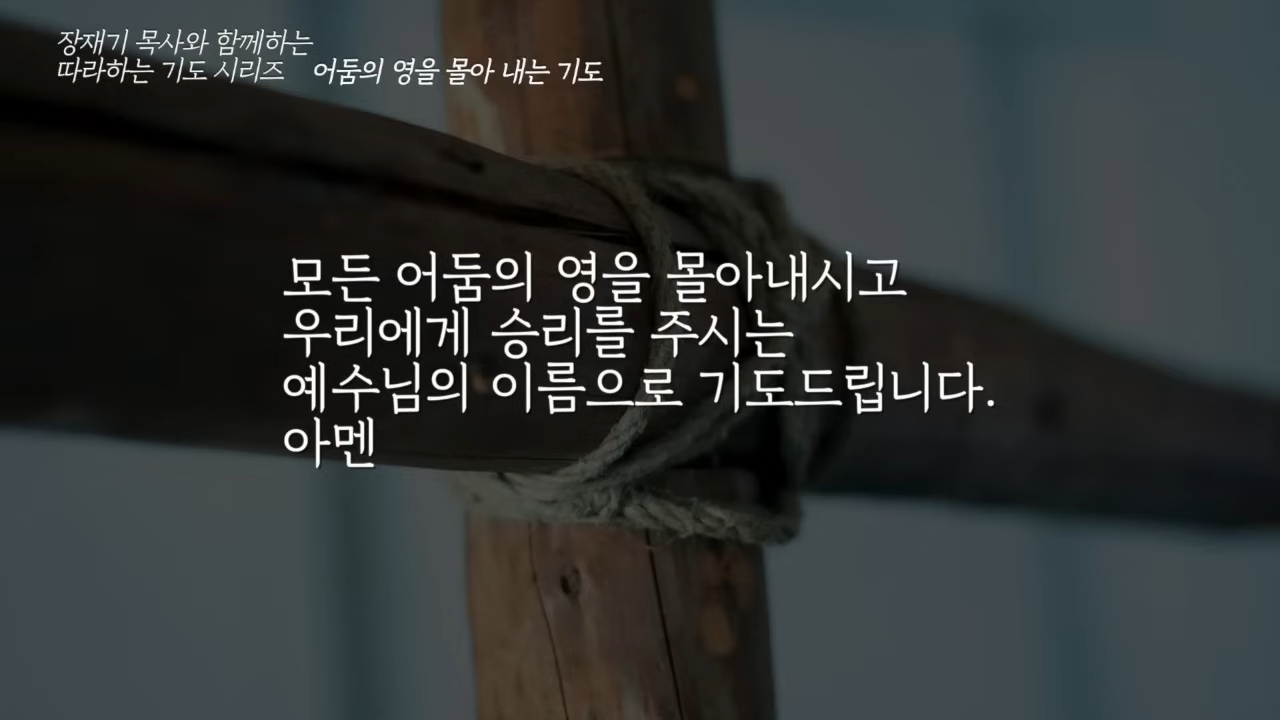 장재기 목사와 함께하는
따라하는 기도 시리즈 어둠의 영을 몰아 내는 기도
모든 어둠의 영을 몰아내시고
우리에게 승리를 주시는
예수님의 이름으로 기도드립니다.
아멘